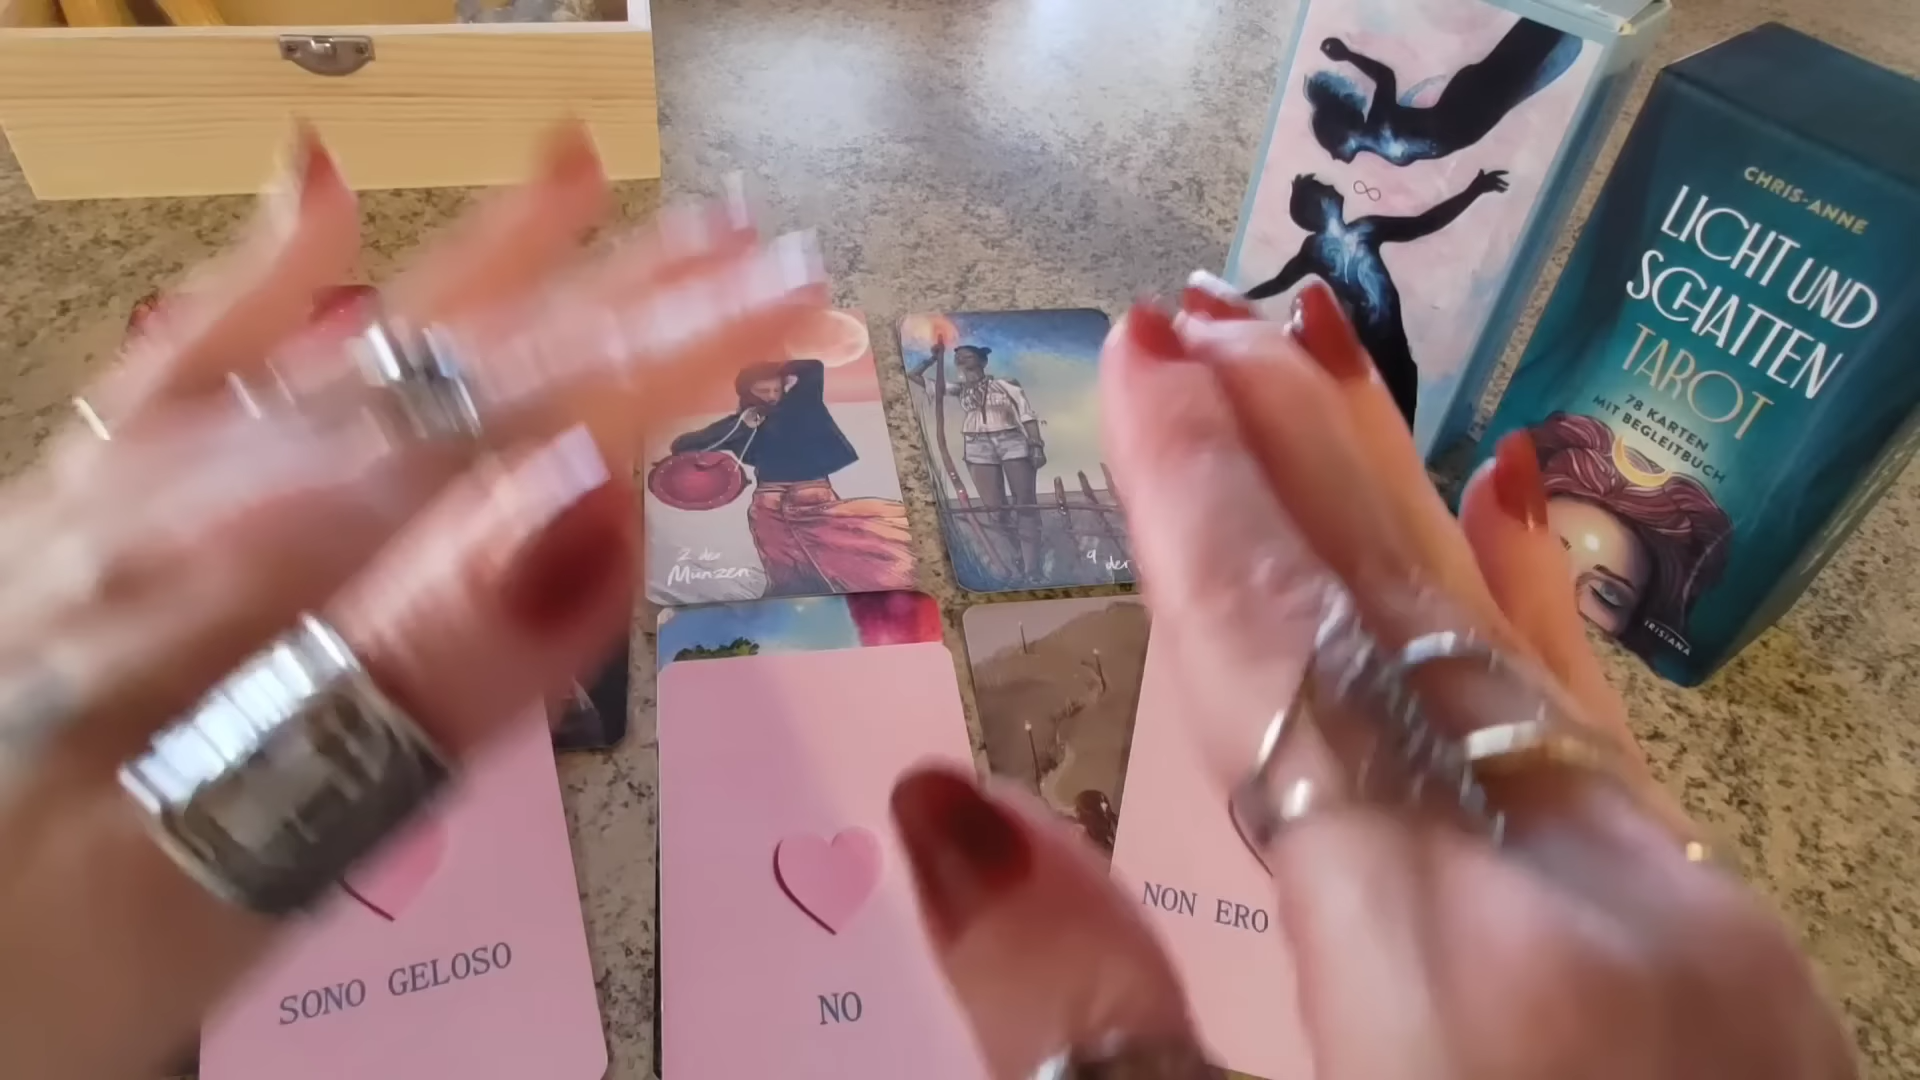 CHRIS-ANNE
LICHT UND
SCHATTEN
TAROT
78 KARTEN
MIT BEGLEITBUCH
IRISIANA
2 der
Münzen
9 der
SONO GELOSO
NO
NON ERO